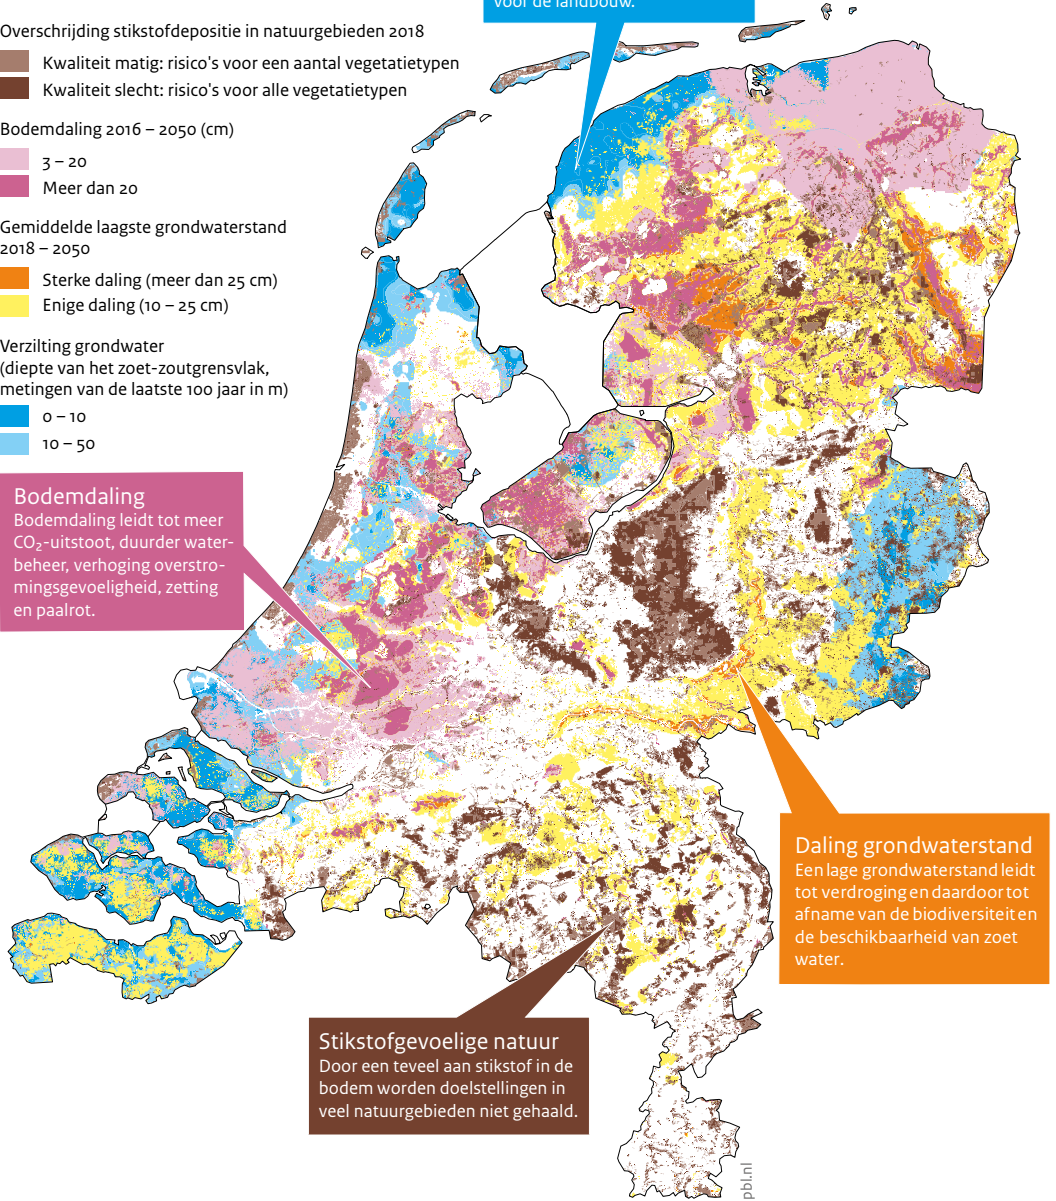 voor de landbouw.
Overschrijding stikstofdepositie in natuurgebieden 2018
Kwaliteit matig: risico's voor een aantal vegetatietypen
Kwaliteit slecht: risico's voor alle vegetatietypen
Bodemdaling 2016 – 2050 (cm)
3 – 20
Meer dan 20
Gemiddelde laagste grondwaterstand
2018 – 2050
Sterke daling (meer dan 25 cm)
Enige daling (10 – 25 cm)
Verzilting grondwater
(diepte van het zoet-zoutgrensvlak,
metingen van de laatste 100 jaar in m)
0 – 10
10 – 50
Bodemdaling
Bodemdaling leidt tot meer
CO₂-uitstoot, duurder water-
beheer, verhoging overstro-
mingsgevoeligheid, zetting
en paalrot.
Daling grondwaterstand
Een lage grondwaterstand leidt
tot verdroging en daardoor tot
afname van de biodiversiteit en
de beschikbaarheid van zoet
water.
Stikstofgevoelige natuur
Door een teveel aan stikstof in de
bodem worden doelstellingen in
veel natuurgebieden niet gehaald.
pbl.nl